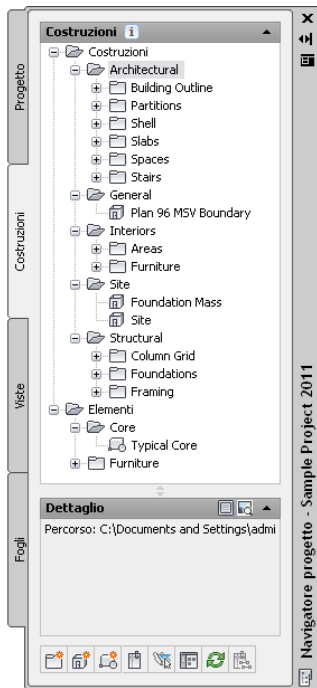 Costruzioni
Costruzioni
Architectural
Building Outline
Partitions
Shell
Slabs
Spaces
Stairs
General
Plan 96 MSV Boundary
Interiors
Areas
Furniture
Site
Foundation Mass
Site
Structural
Column Grid
Foundations
Framing
Elementi
Core
Typical Core
Furniture
Dettaglio
Percorso: C:\Documents and Settings\admi
Progetto
Costruzioni
Viste
Fogli
Navigatore progetto - Sample Project 2011